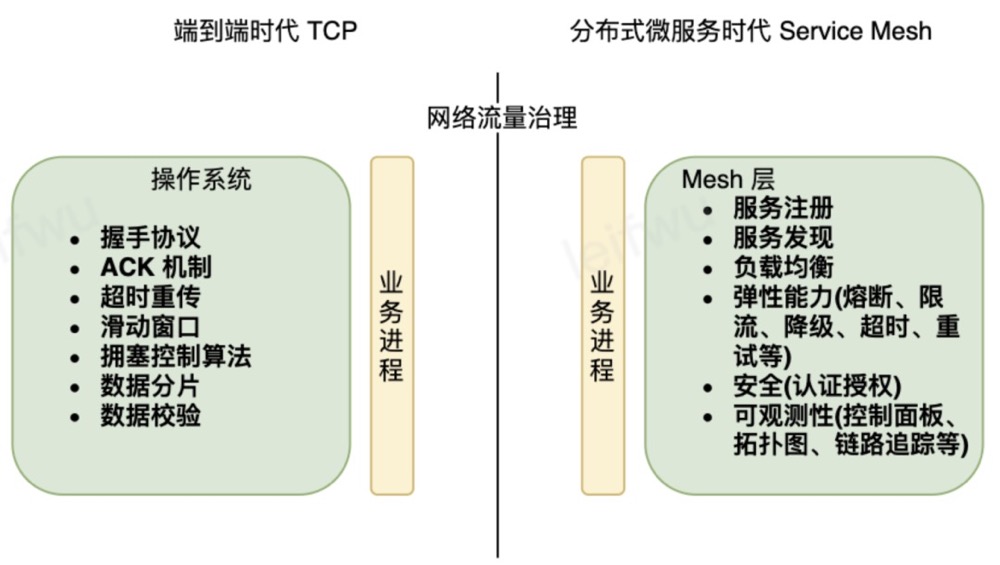 端到端时代 TCP
分布式微服务时代 Service Mesh
网络流量治理
操作系统
• 握手协议
• ACK 机制
• 超时重传
• 滑动窗口
• 拥塞控制算法
• 数据分片
• 数据校验
业务进程
业务进程
Mesh 层
• 服务注册
• 服务发现
• 负载均衡
• 弹性能力(熔断、限
流、降级、超时、重
试等)
• 安全(认证授权)
• 可观测性(控制面板、
拓扑图、链路追踪等)
leifwu